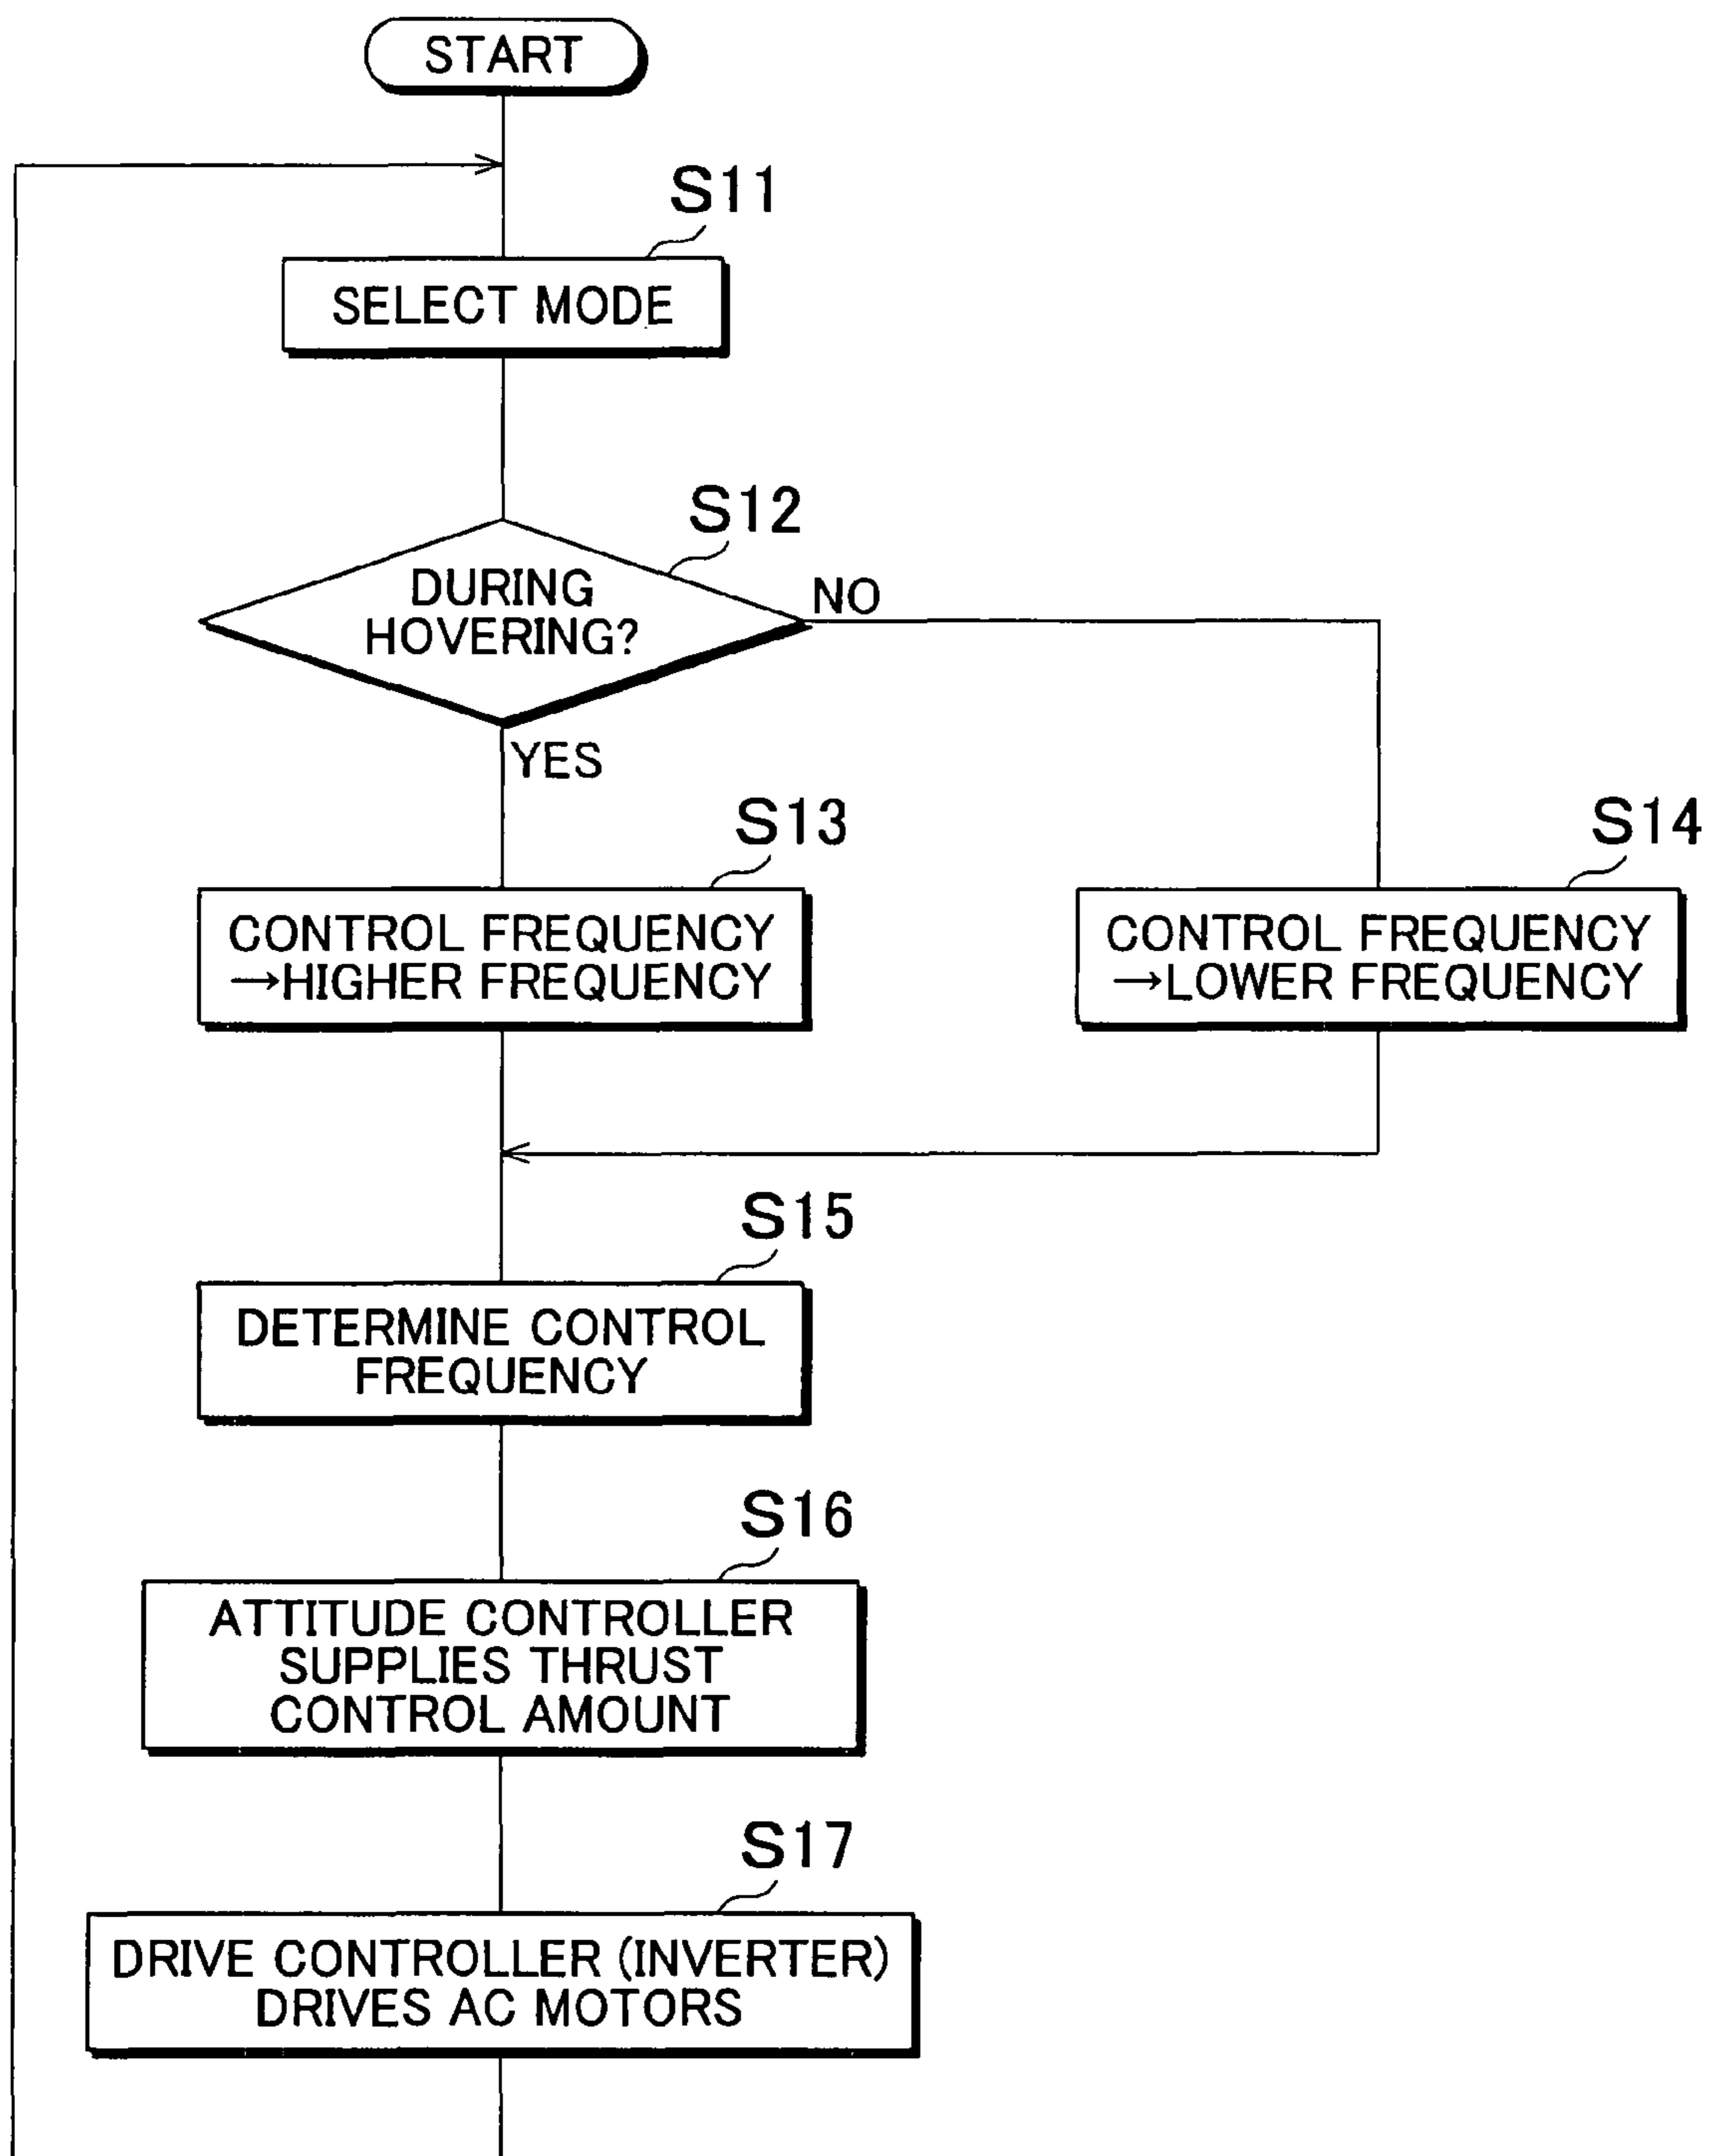 START
S11
SELECT MODE
S12
DURING
HOVERING?
NO
YES
S13
CONTROL FREQUENCY
→HIGHER FREQUENCY
S14
CONTROL FREQUENCY
→LOWER FREQUENCY
S15
DETERMINE CONTROL
FREQUENCY
S16
ATTITUDE CONTROLLER
SUPPLIES THRUST
CONTROL AMOUNT
S17
DRIVE CONTROLLER (INVERTER)
DRIVES AC MOTORS